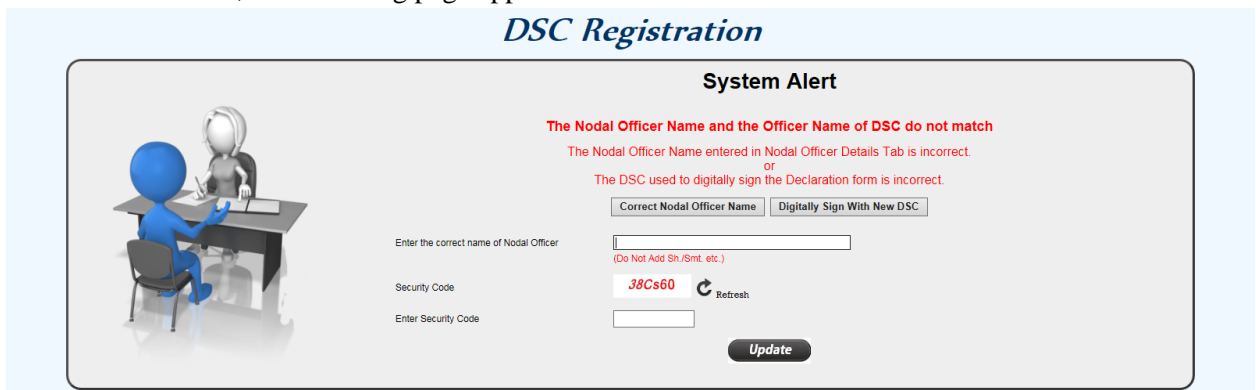 DSC Registration
System Alert
The Nodal Officer Name and the Officer Name of DSC do not match
The Nodal Officer Name entered in Nodal Officer Details Tab is incorrect.
or
The DSC used to digitally sign the Declaration form is incorrect.
Correct Nodal Officer Name Digitally Sign With New DSC
Enter the correct name of Nodal Officer
(Do Not Add Sh./Smt. etc.)
Security Code 38Cs60 Refresh
Enter Security Code
Update